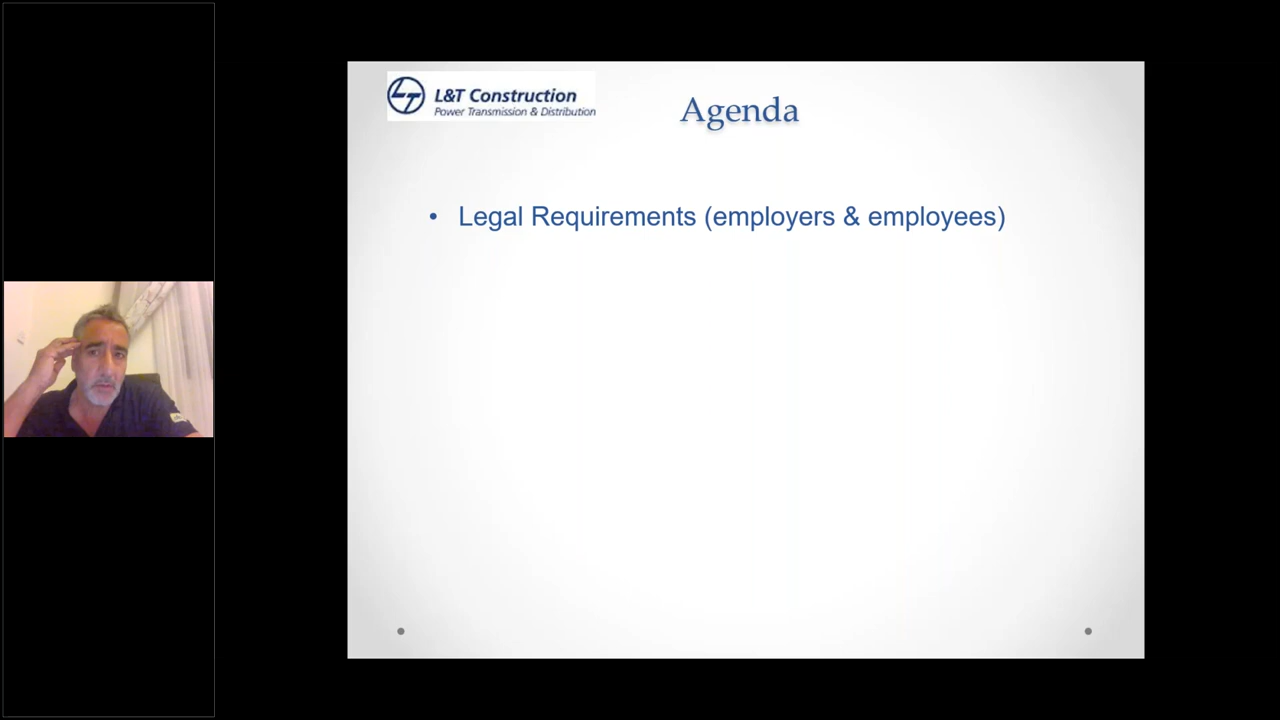 L&T Construction
Power Transmission & Distribution
Agenda
• Legal Requirements (employers & employees)